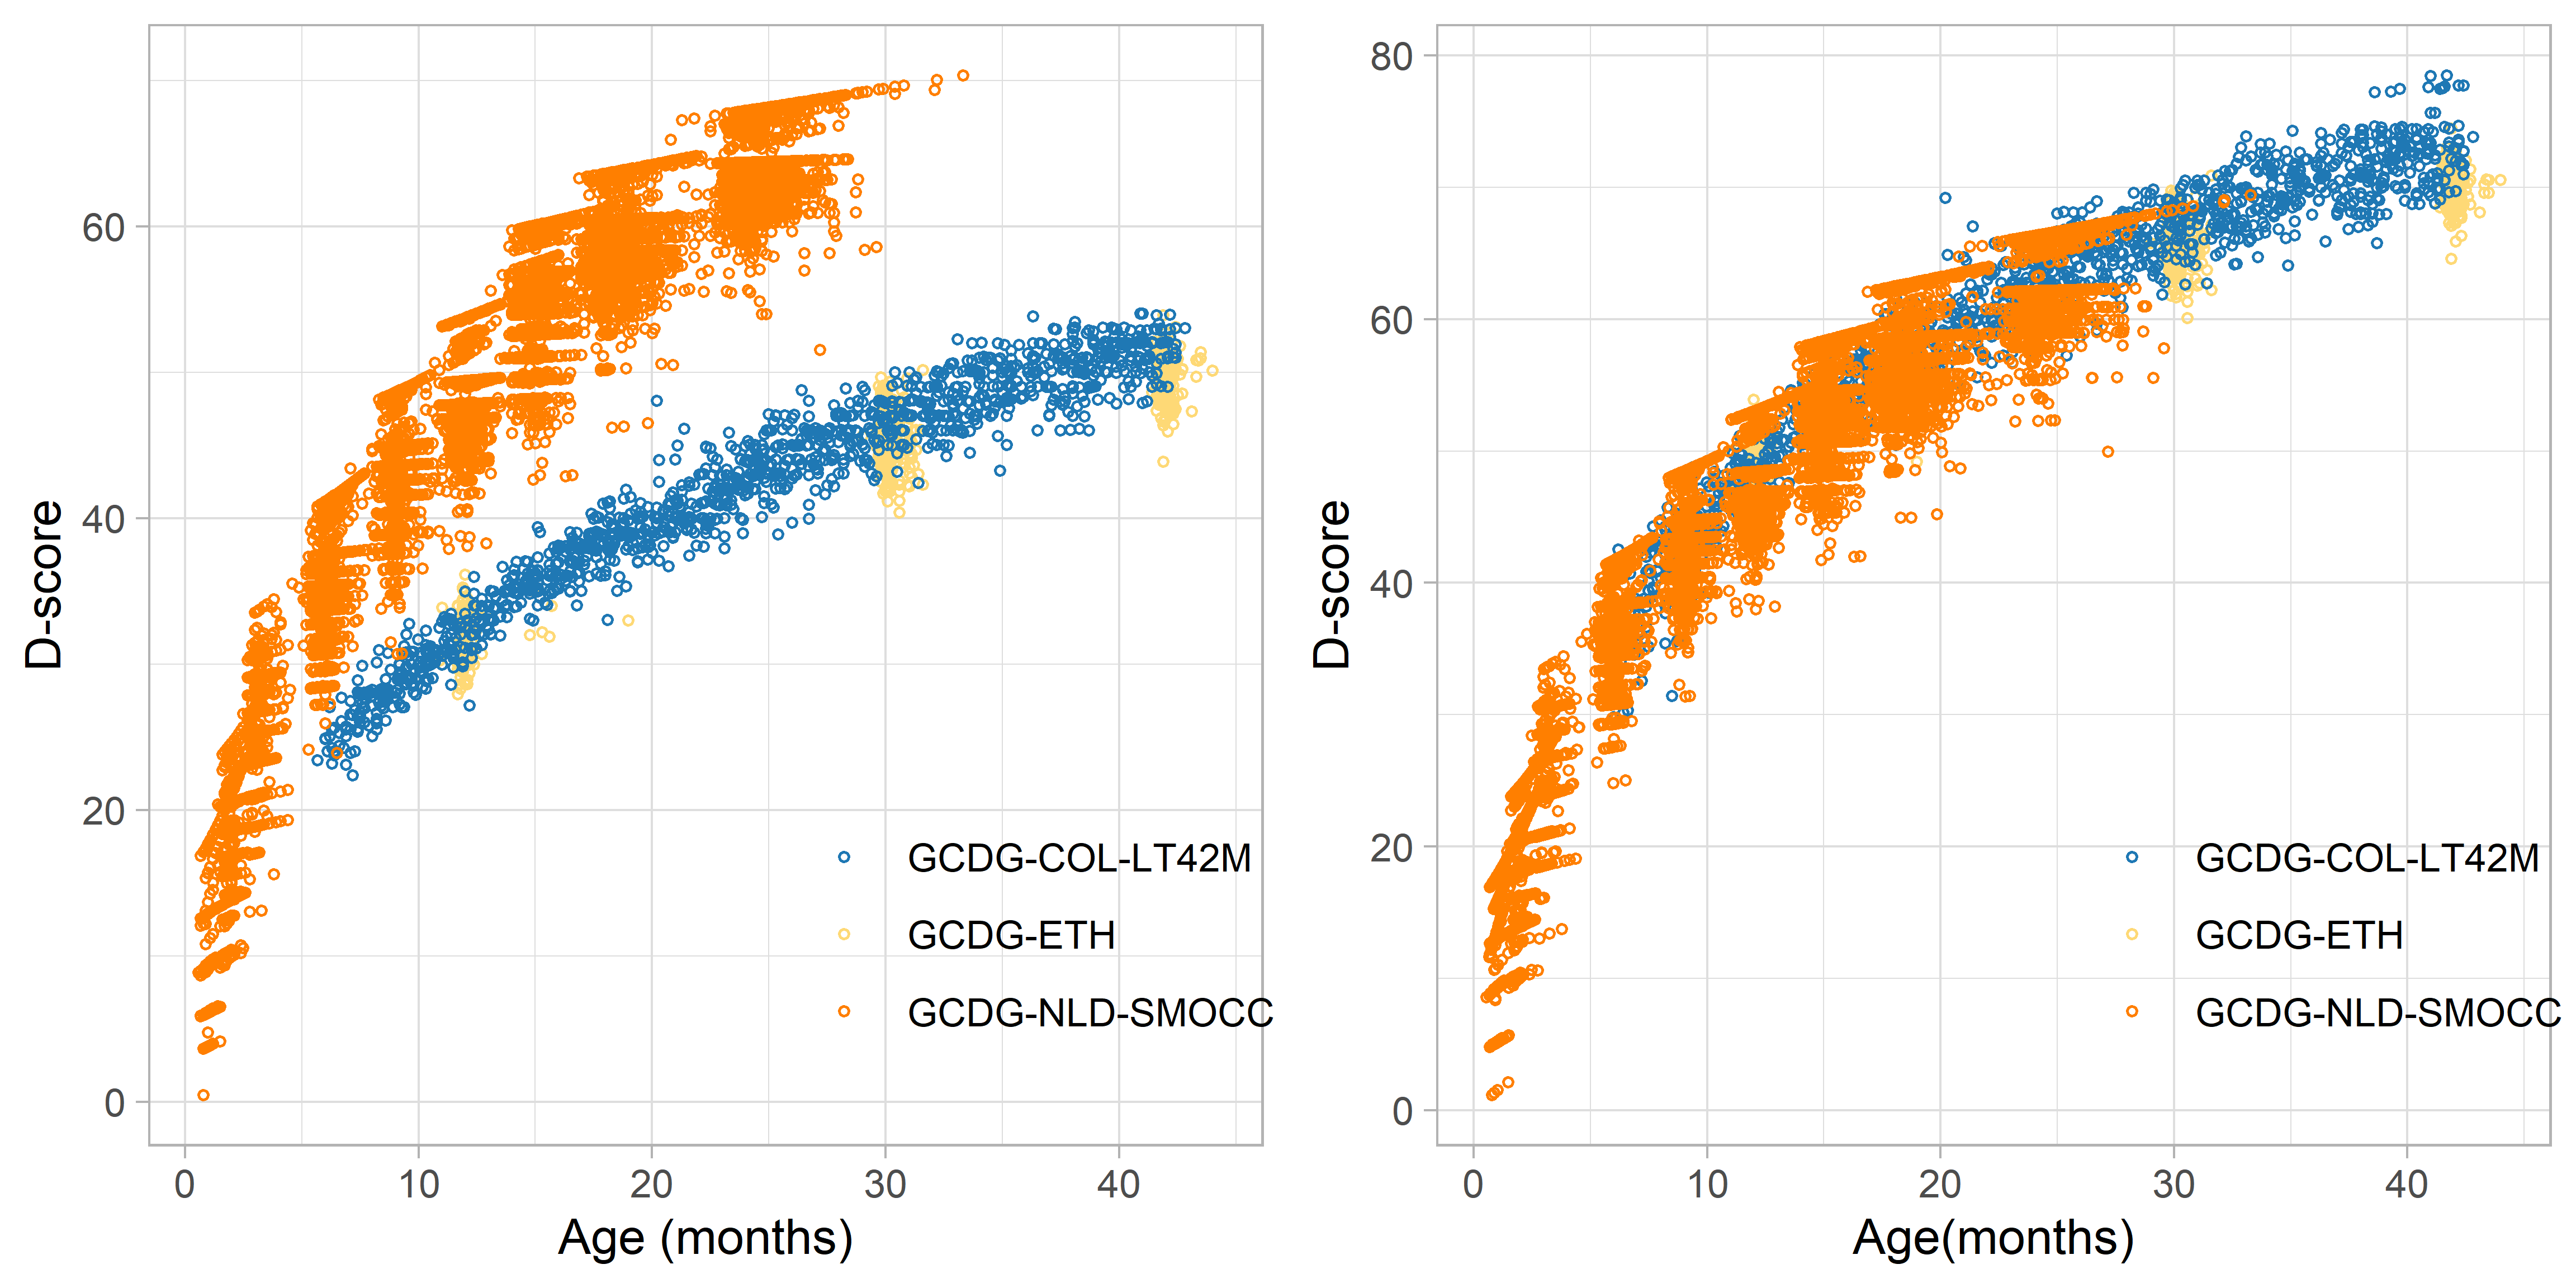 D-score
60
40
20
0
0 10 20 30 40
Age (months)
GCDG-COL-LT42M
GCDG-ETH
GCDG-NLD-SMOCC
D-score
80
60
40
20
0
0 10 20 30 40
Age(months)
GCDG-COL-LT42M
GCDG-ETH
GCDG-NLD-SMOCC